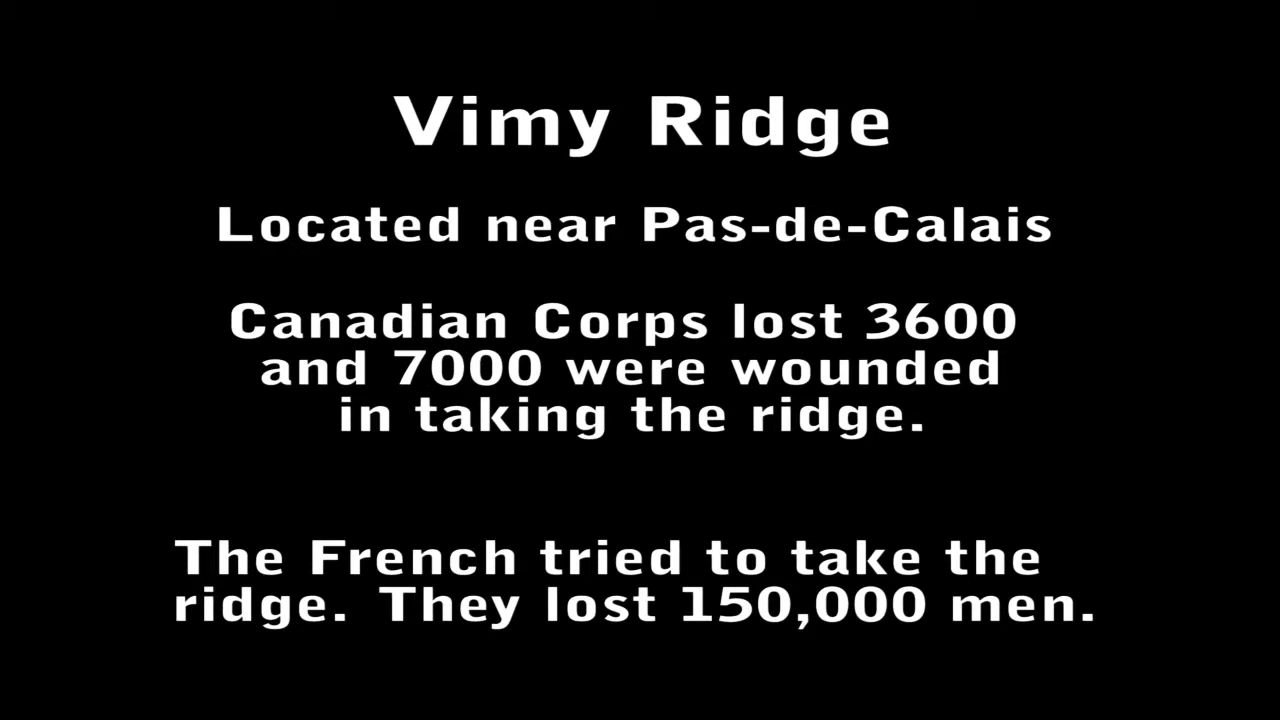 Vimy Ridge
Located near Pas-de-Calais
Canadian Corps lost 3600
and 7000 were wounded
in taking the ridge.
The French tried to take the
ridge. They lost 150,000 men.